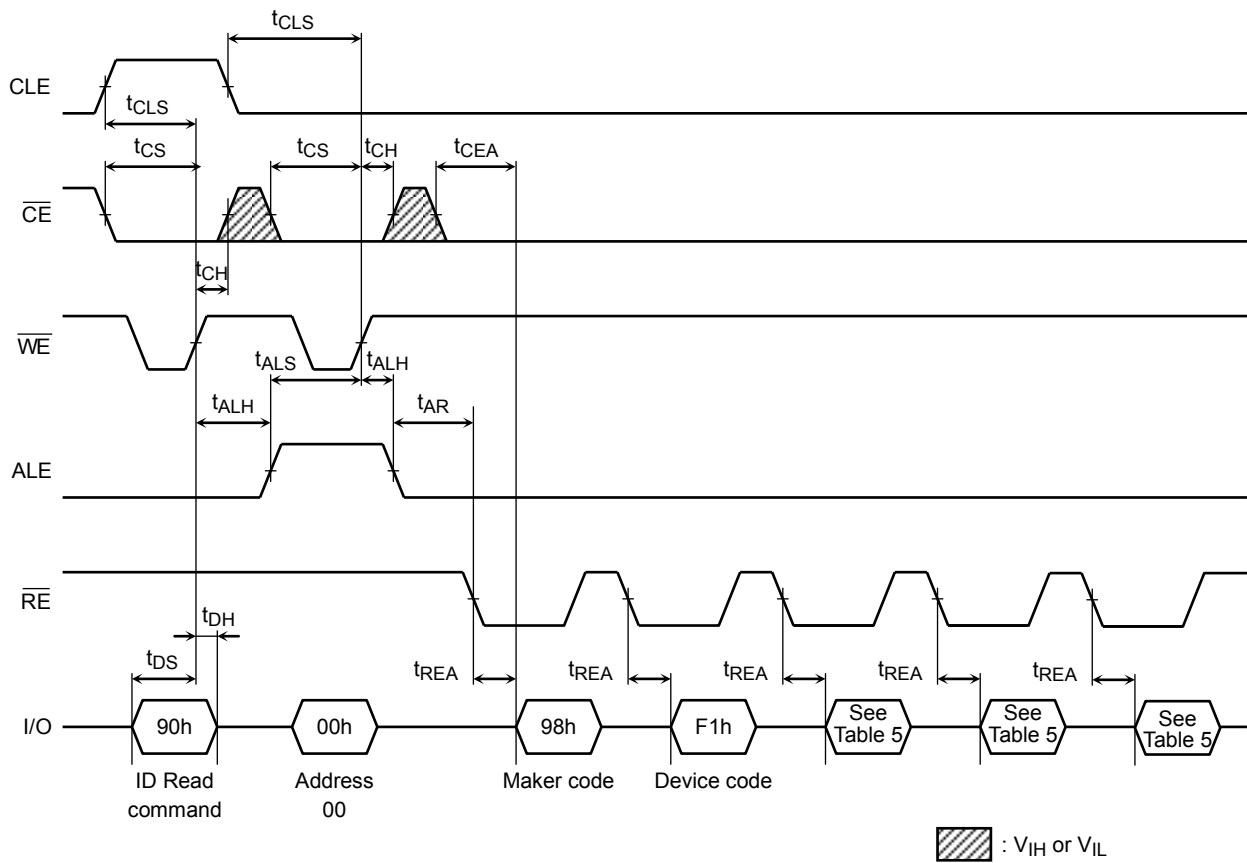 tCLS
CLE
tCLS
tCS
tCS
tCH
tCEA
CE
tCH
WE
tALS
tALH
tALH
tAR
ALE
RE
tDH
tDS
tREA
tREA
tREA
tREA
tREA
I/O
90h
00h
98h
F1h
See
Table 5
See
Table 5
See
Table 5
ID Read
command
Address
00
Maker code
Device code
: VIH or VIL